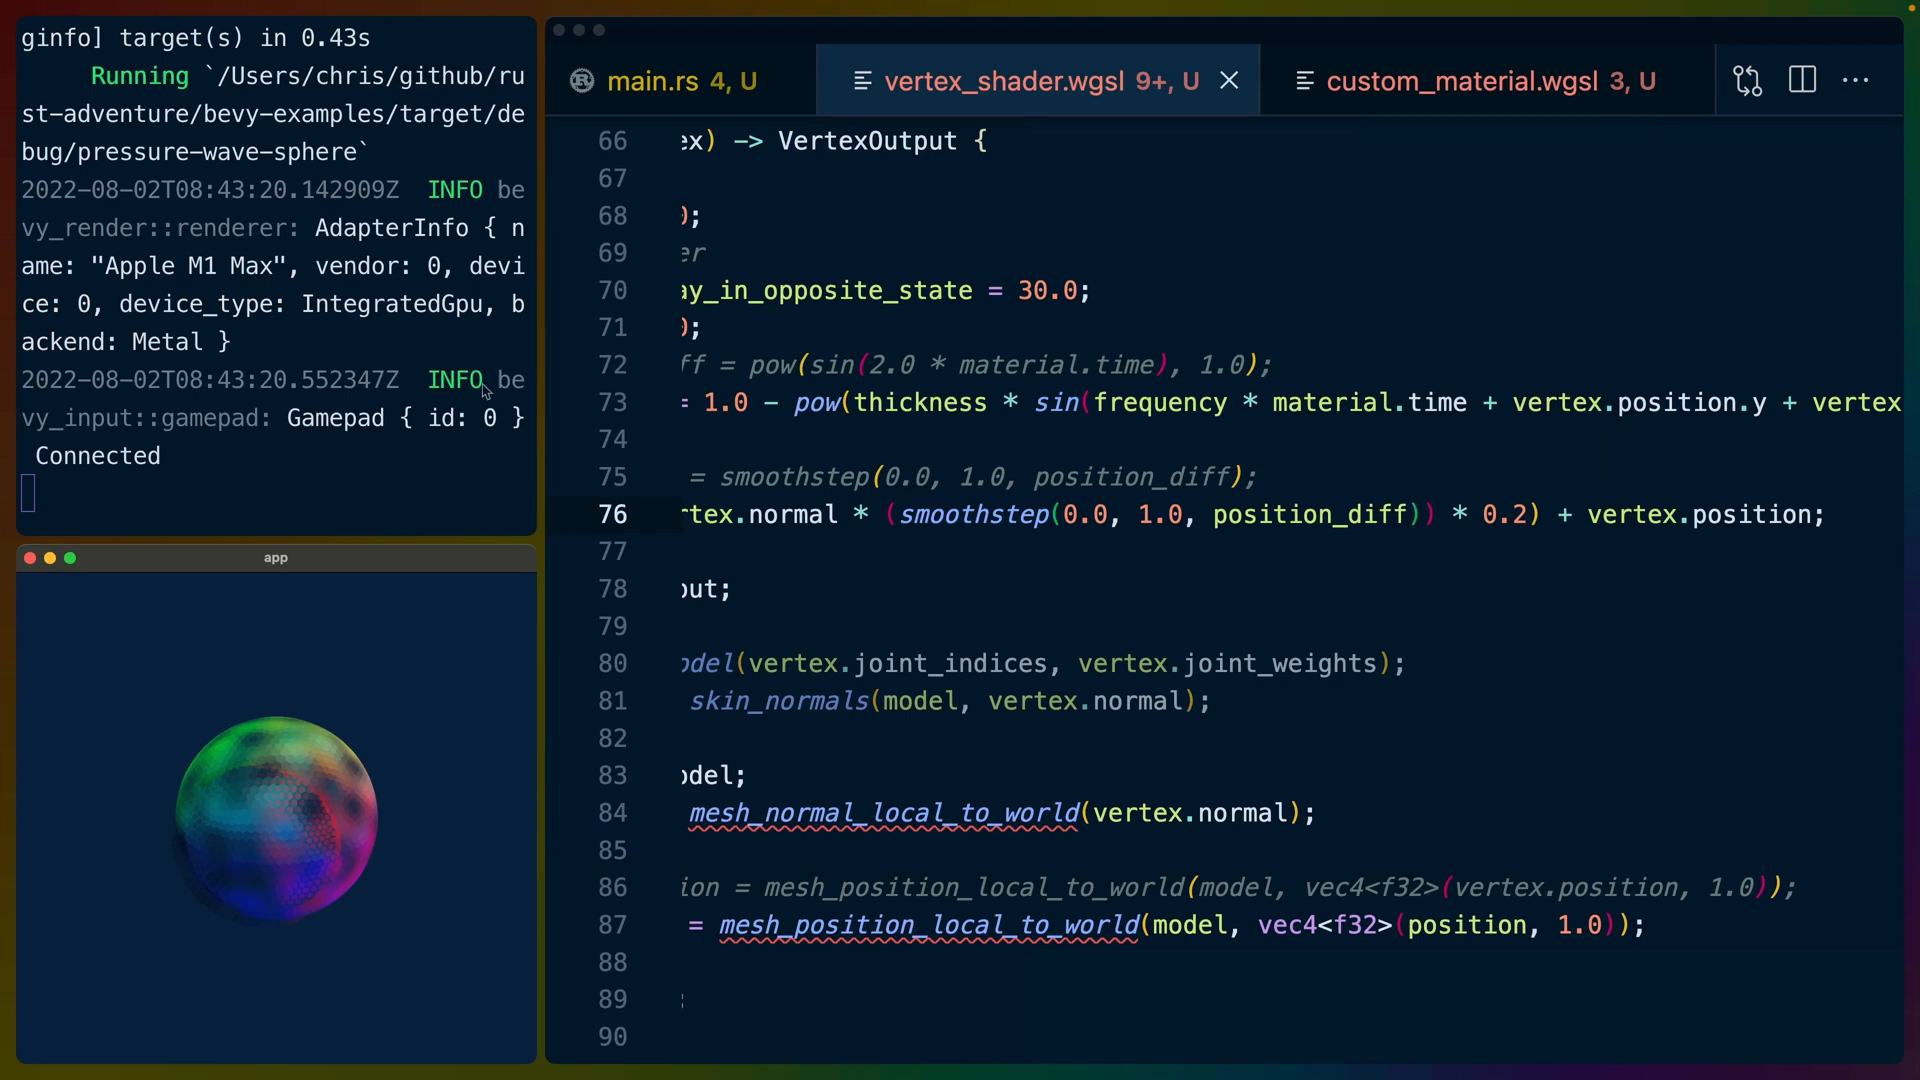 ginfo] target(s) in 0.43s
Running `/Users/chris/github/ru
st-adventure/bevy-examples/target/de
bug/pressure-wave-sphere`
2022-08-02T08:43:20.142909Z  INFO be
vy_render::renderer: AdapterInfo { n
ame: "Apple M1 Max", vendor: 0, devi
ce: 0, device_type: IntegratedGpu, b
ackend: Metal }
2022-08-02T08:43:20.552347Z  INFO be
vy_input::gamepad: Gamepad { id: 0 }
Connected
app
main.rs 4, U
vertex_shader.wgsl 9+, U
custom_material.wgsl 3, U
66 ex) -> VertexOutput {
67
68 );
69 er
70 ay_in_opposite_state = 30.0;
71 );
72 ff = pow(sin(2.0 * material.time), 1.0);
73 = 1.0 - pow(thickness * sin(frequency * material.time + vertex.position.y + vertex
74
75 = smoothstep(0.0, 1.0, position_diff);
76 rtex.normal * (smoothstep(0.0, 1.0, position_diff)) * 0.2) + vertex.position;
77
78 put;
79
80 odel(vertex.joint_indices, vertex.joint_weights);
81 skin_normals(model, vertex.normal);
82
83 odel;
84 mesh_normal_local_to_world(vertex.normal);
85
86 ion = mesh_position_local_to_world(model, vec4<f32>(vertex.position, 1.0));
87 = mesh_position_local_to_world(model, vec4<f32>(position, 1.0));
88
89 ;
90